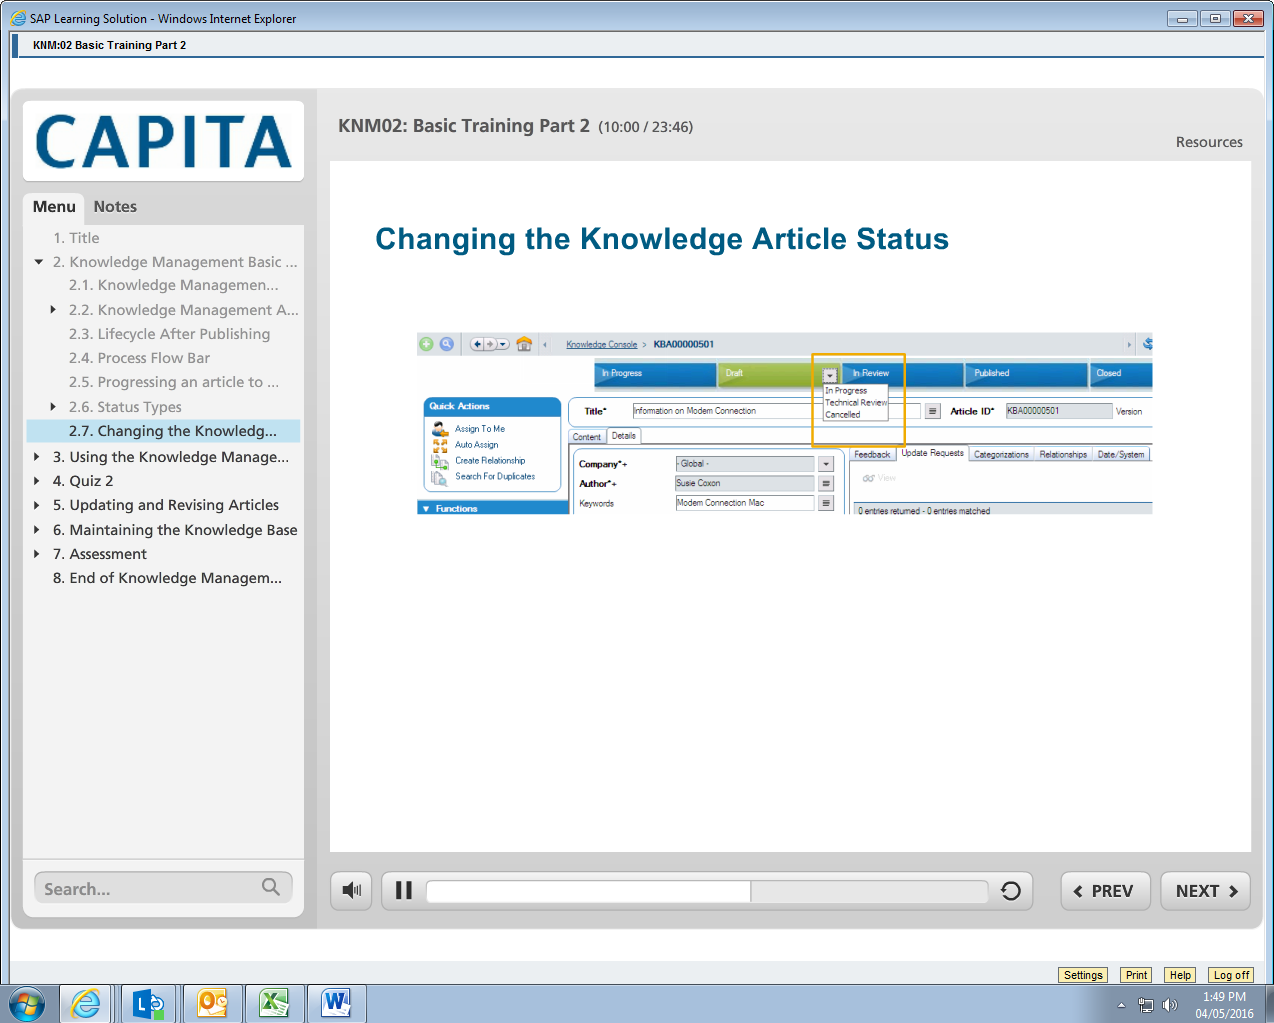 SAP Learning Solution - Windows Internet Explorer
KNM:02 Basic Training Part 2
CAPITA
KNM02: Basic Training Part 2 (10:00 / 23:46)
Resources
Menu Notes
1. Title
2. Knowledge Management Basic ...
2.1. Knowledge Managemen...
2.2. Knowledge Management A...
2.3. Lifecycle After Publishing
2.4. Process Flow Bar
2.5. Progressing an article to ...
2.6. Status Types
2.7. Changing the Knowledg...
3. Using the Knowledge Manage...
4. Quiz 2
5. Updating and Revising Articles
6. Maintaining the Knowledge Base
7. Assessment
8. End of Knowledge Managem...
Search...
Changing the Knowledge Article Status
Knowledge Console > KBA00000501
In Progress Draft In Review Published Closed
In Progress
Technical Review
Cancelled
Quick Actions
Assign To Me
Auto Assign
Create Relationship
Search For Duplicates
Functions
Title* Information on Modem Connection Article ID* KBA00000501 Version
Content Details
Company*+ - Global -
Author*+ Susie Coxon
Keywords Modem Connection Mac
Feedback Update Requests Categorizations Relationships Date/System
View
0 entries returned - 0 entries matched
PREV NEXT
Settings Print Help Log off
1:49 PM
04/05/2016